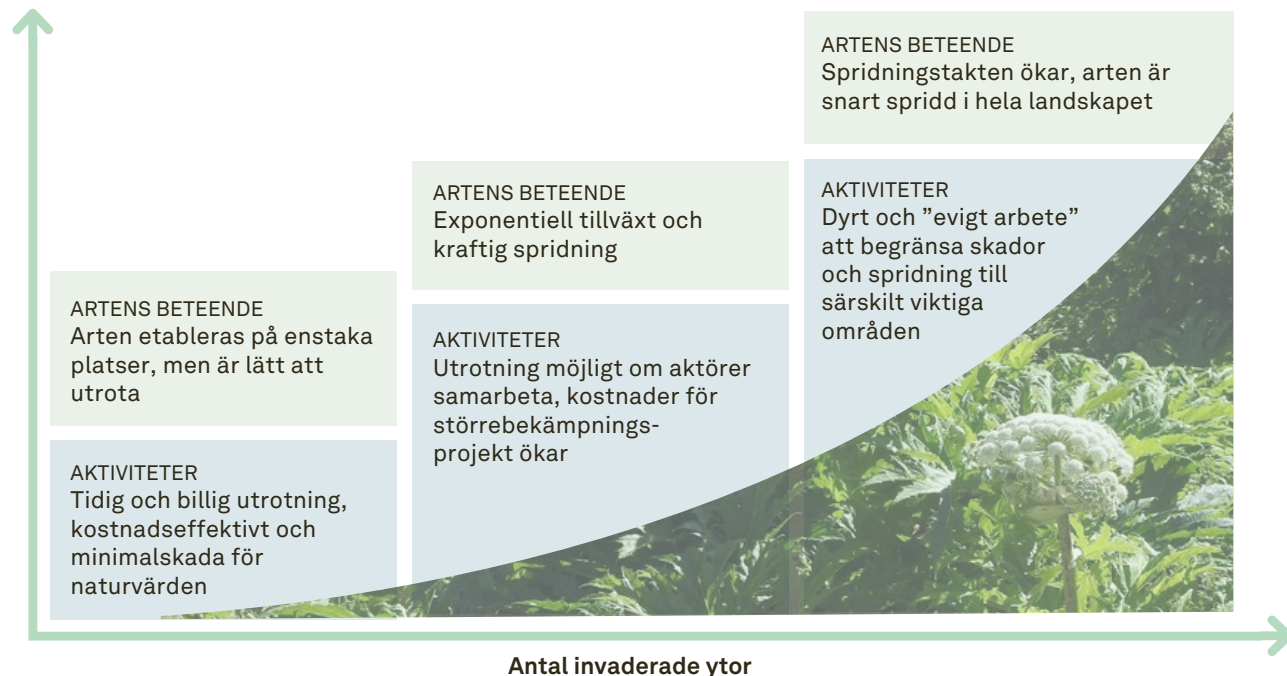 ARTENS BETEENDE
Arten etableras på enstaka
platser, men är lätt att
utrota
AKTIVITETER
Tidig och billig utrotning,
kostnadseffektivt och
minimalskada för
naturvärden
ARTENS BETEENDE
Exponentiell tillväxt och
kraftig spridning
AKTIVITETER
Utrotning möjligt om aktörer
samarbeta, kostnader för
störrebekämpnings-
projekt ökar
ARTENS BETEENDE
Spridningstakten ökar, arten är
snart spridd i hela landskapet
AKTIVITETER
Dyrt och ”evigt arbete”
att begränsa skador
och spridning till
särskilt viktiga
områden
Antal invaderade ytor